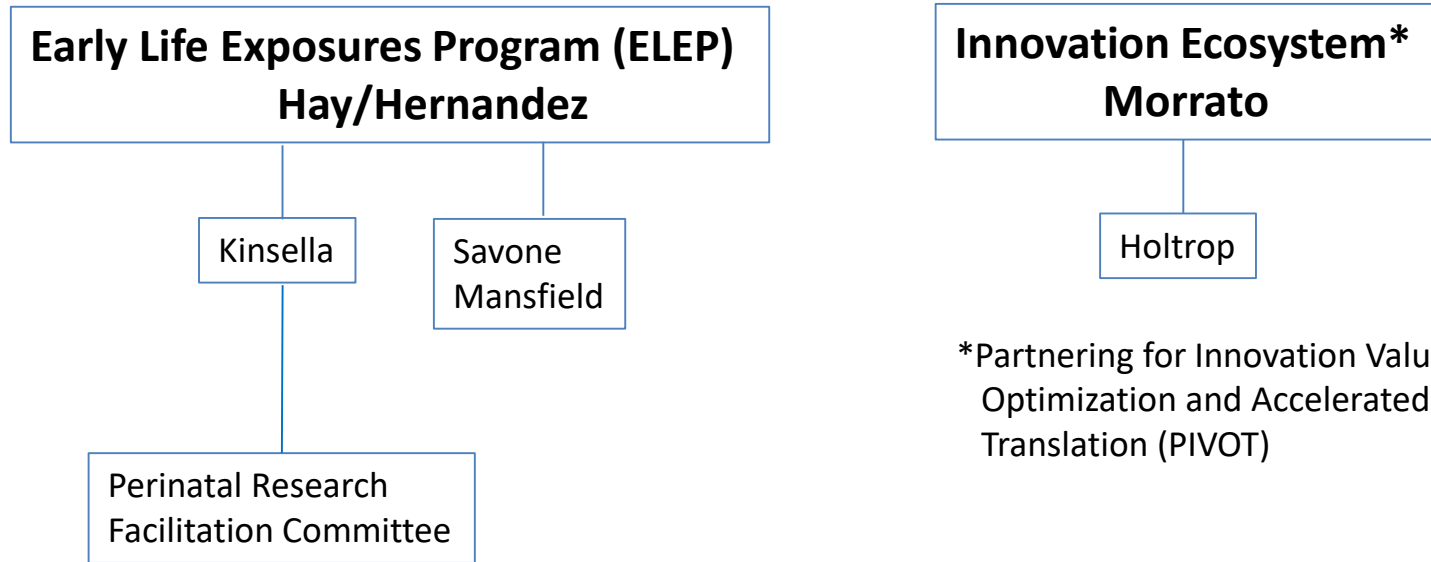 Early Life Exposures Program (ELEP)
Hay/Hernandez
Kinsella
Savone
Mansfield
Perinatal Research
Facilitation Committee
Innovation Ecosystem*
Morrato
Holtrop
*Partnering for Innovation Valu
Optimization and Accelerated
Translation (PIVOT)